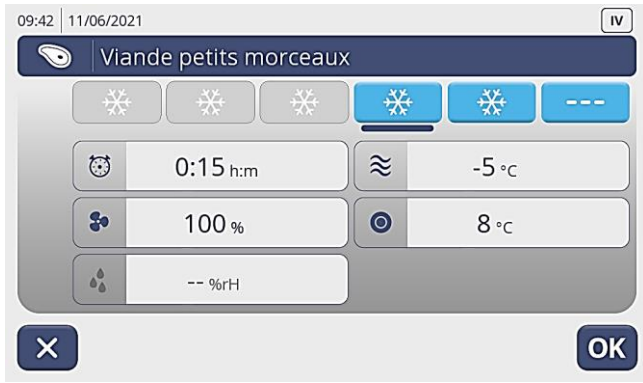 09:42 11/06/2021 IV
Viande petits morceaux
---
0:15 h:m -5 °C
100 % 8 °C
-- %rH
OK